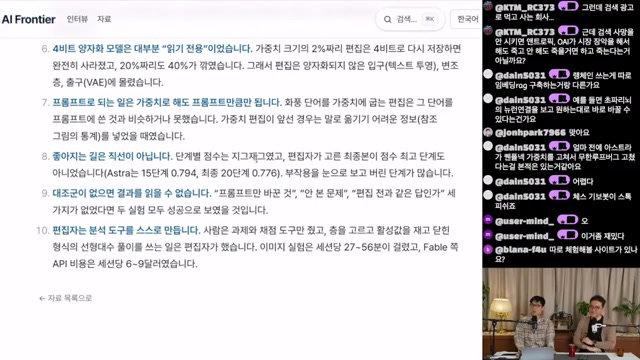 AI Frontier
인터뷰
자료
검색...
⌘K
한국어
6. 4비트 양자화 모델은 대부분 "읽기 전용"이었습니다. 가중치 크기의 2%짜리 편집은 4비트로 다시 저장하면
완전히 사라졌고, 20%짜리도 40%가 깎였습니다. 그래서 편집은 양자화되지 않은 입구(텍스트 투영), 변조
층, 출구(VAE)에 몰렸습니다.
7. 프롬프트로 되는 일은 가중치로 해도 프롬프트만큼만 됩니다. 화풍 단어를 가중치에 굽는 편집은 그 단어를
프롬프트에 쓴 것과 비슷하거나 못했습니다. 가중치 편집이 앞선 경우는 말로 옮기기 어려운 정보(참조
그림의 통계)를 넣었을 때였습니다.
8. 좋아지는 길은 직선이 아닙니다. 단계별 점수는 지그재그였고, 편집자가 고른 최종본이 점수 최고 단계도
아니었습니다(Astra는 15단계 0.794, 최종 20단계 0.776). 부작용을 눈으로 보고 버린 단계가 많습니다.
9. 대조군이 없으면 결과를 읽을 수 없습니다. "프롬프트만 바꾼 것", "안 본 문제", "편집 전과 같은 답인가" 세
가지가 없었다면 두 실험 모두 성공으로 보였을 것입니다.
10. 편집자는 분석 도구를 스스로 만듭니다. 사람은 과제와 채점 도구만 줬고, 층을 고르고 활성값을 재고 닫힌
형식의 선형대수 풀이를 쓰는 일은 편집자가 했습니다. 이미지 실험은 세션당 27~56분이 걸렸고, Fable 쪽
API 비용은 세션당 6~9달러였습니다.
← 자료 목록으로
@KTM_RC373 그런데 검색 광고
로 먹고 사는 회사...
@KTM_RC373 근데 검색 사망을
안 시키면 앤트로픽, OAI가 시장 장악을 해서
해도 죽고 안 해도 죽을거면 하고 죽는다는거
아닐까요?
@dain5031 랭체인 쓰는게 따로
임베딩rag 구축하는거랑 다른가요
@dain5031 예를 들면 초파리뇌
의 뉴런연결을 보고 원하는대로 바로 바꿀 수
있다는건가요
@jonhpark7966 맞아요
@dain5031 얼마 전에 아스트라
가 펜플렛 가중치를 고쳐서 무한루프버그 고쳤
다는걸 본적은 있는거같아요
@dain5031 어렵다
@dain5031 체스 기보봇이 스톡
피쉬죠
@user-mind_ 오
@user-mind_ 이거좀 재밌다
@blana-f4u 따로 체험해볼 사이트가 있나
요?